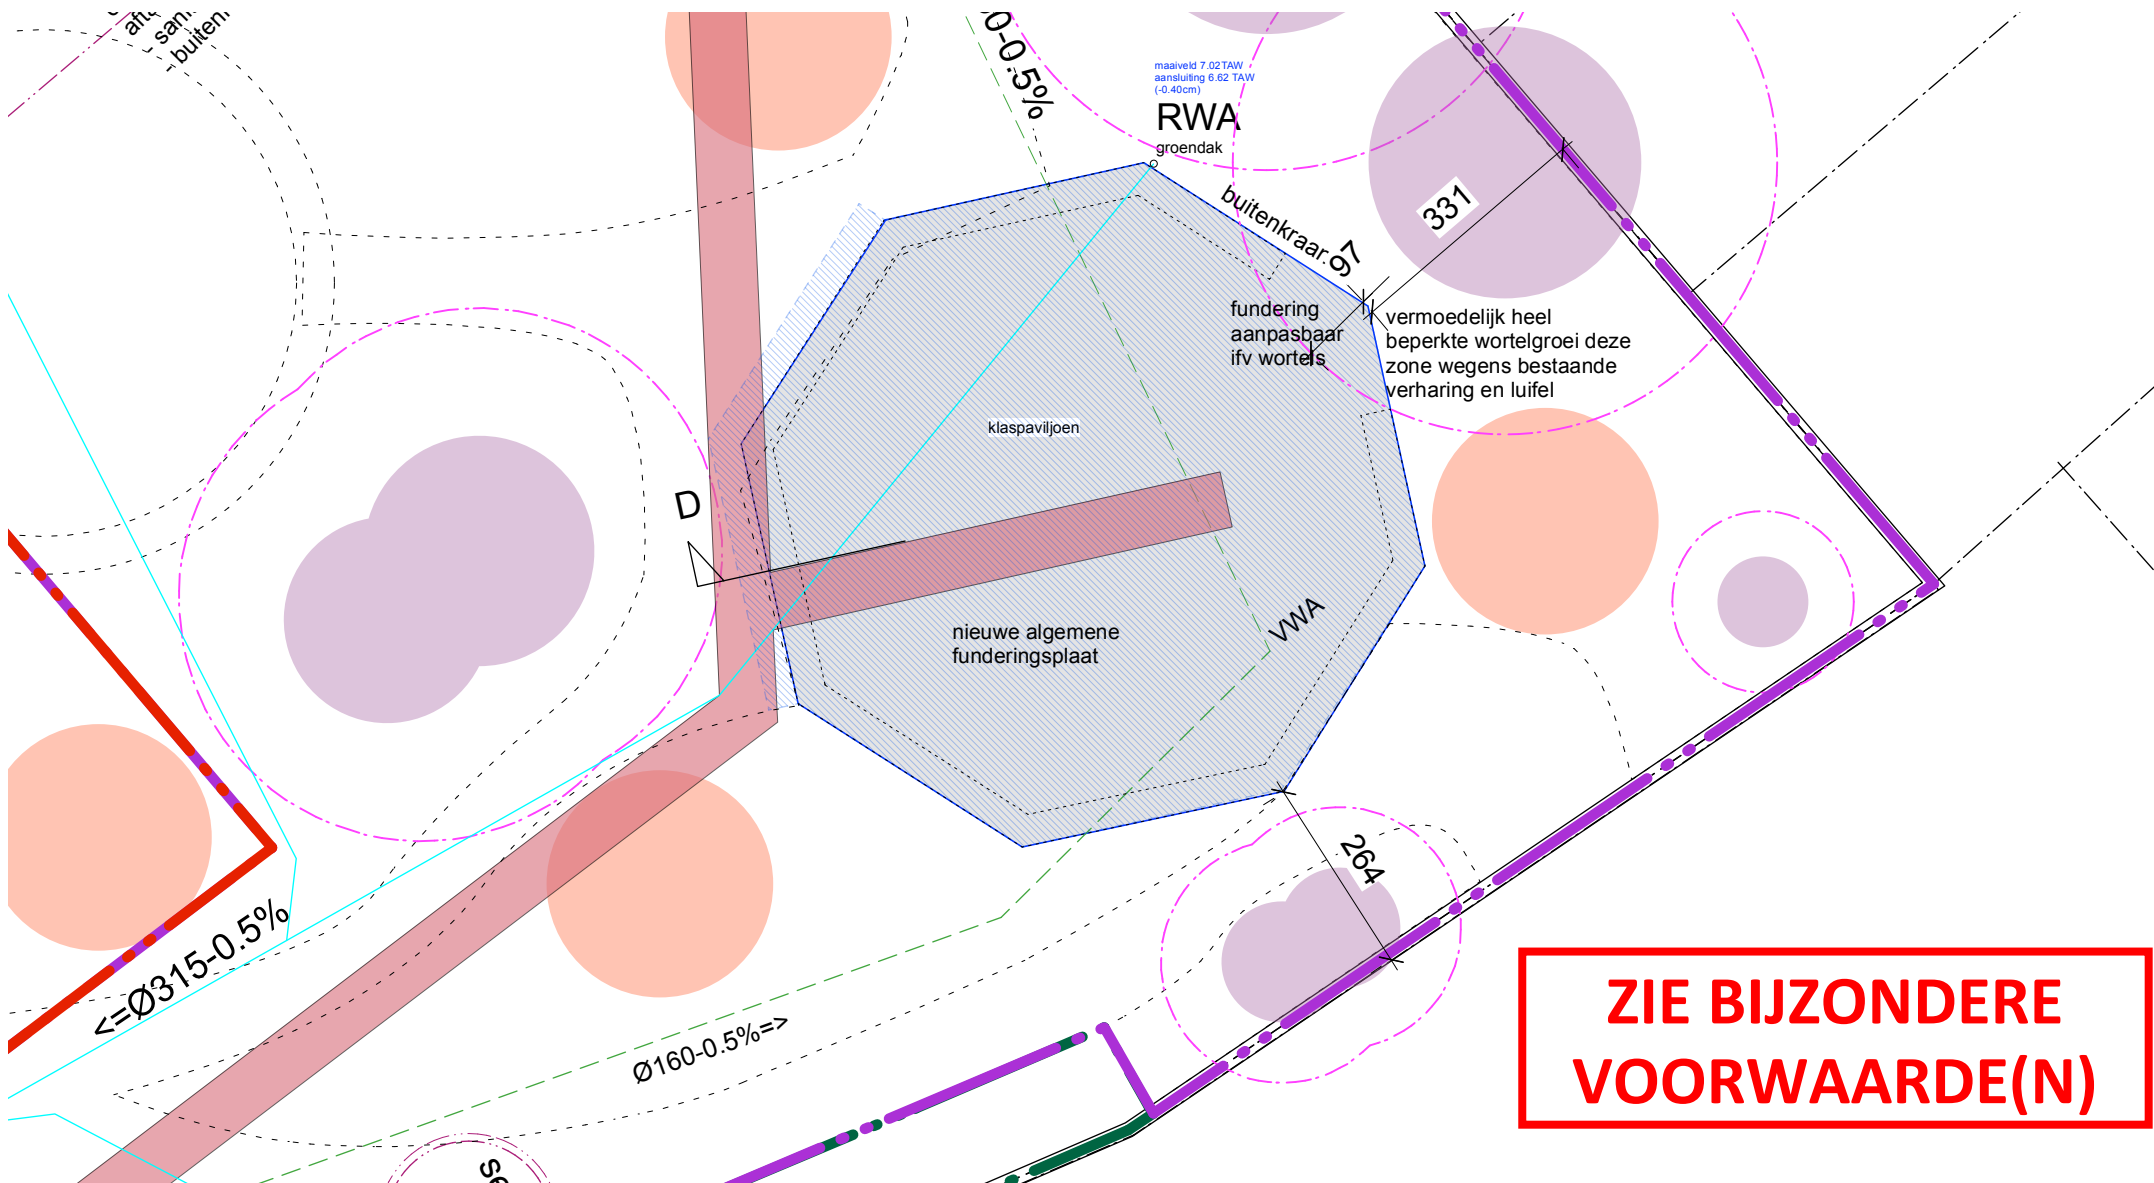 - sani
- buiten
0-0.5%
maaiveld 7.02TAW
aansluiting 6.62 TAW
(-0.40cm)
RWA
groendak
buitenkraan
97
331
fundering
aanpasbaar
ifv wortels
vermoedelijk heel
beperkte wortelgroei deze
zone wegens bestaande
verharing en luifel
klaspaviljoen
D
nieuwe algemene
funderingsplaat
VWA
264
<=Ø315-0.5%
Ø160-0.5%=>
ZIE BIJZONDERE
VOORWAARDE(N)